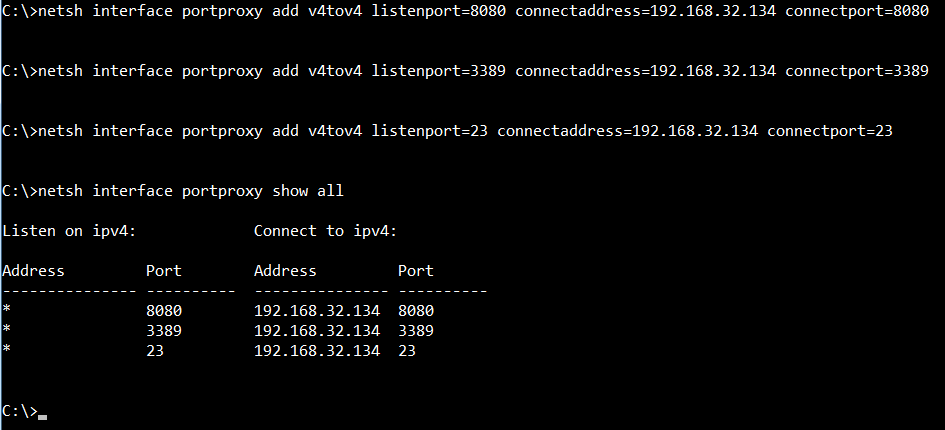 C:\>netsh interface portproxy add v4tov4 listenport=8080 connectaddress=192.168.32.134 connectport=8080
C:\>netsh interface portproxy add v4tov4 listenport=3389 connectaddress=192.168.32.134 connectport=3389
C:\>netsh interface portproxy add v4tov4 listenport=23 connectaddress=192.168.32.134 connectport=23
C:\>netsh interface portproxy show all
Listen on ipv4:             Connect to ipv4:
Address         Port        Address         Port
--------------- ----------  --------------- ----------
*               8080        192.168.32.134  8080
*               3389        192.168.32.134  3389
*               23          192.168.32.134  23
C:\>